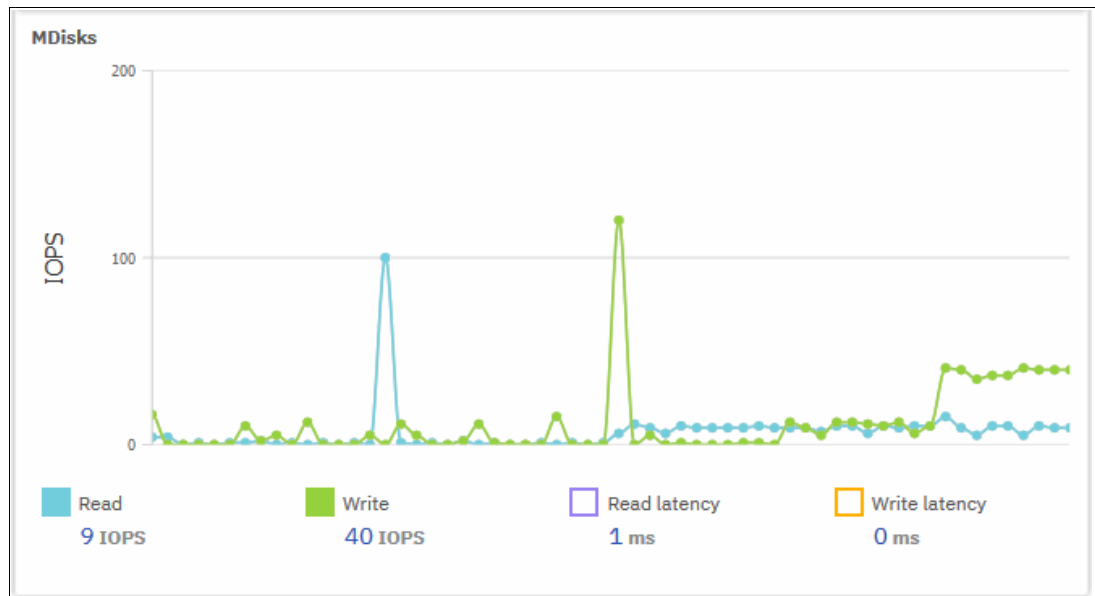 MDisks
200
100
0
IOPS
Read
Write
Read latency
Write latency
9 IOPS
40 IOPS
1 ms
0 ms